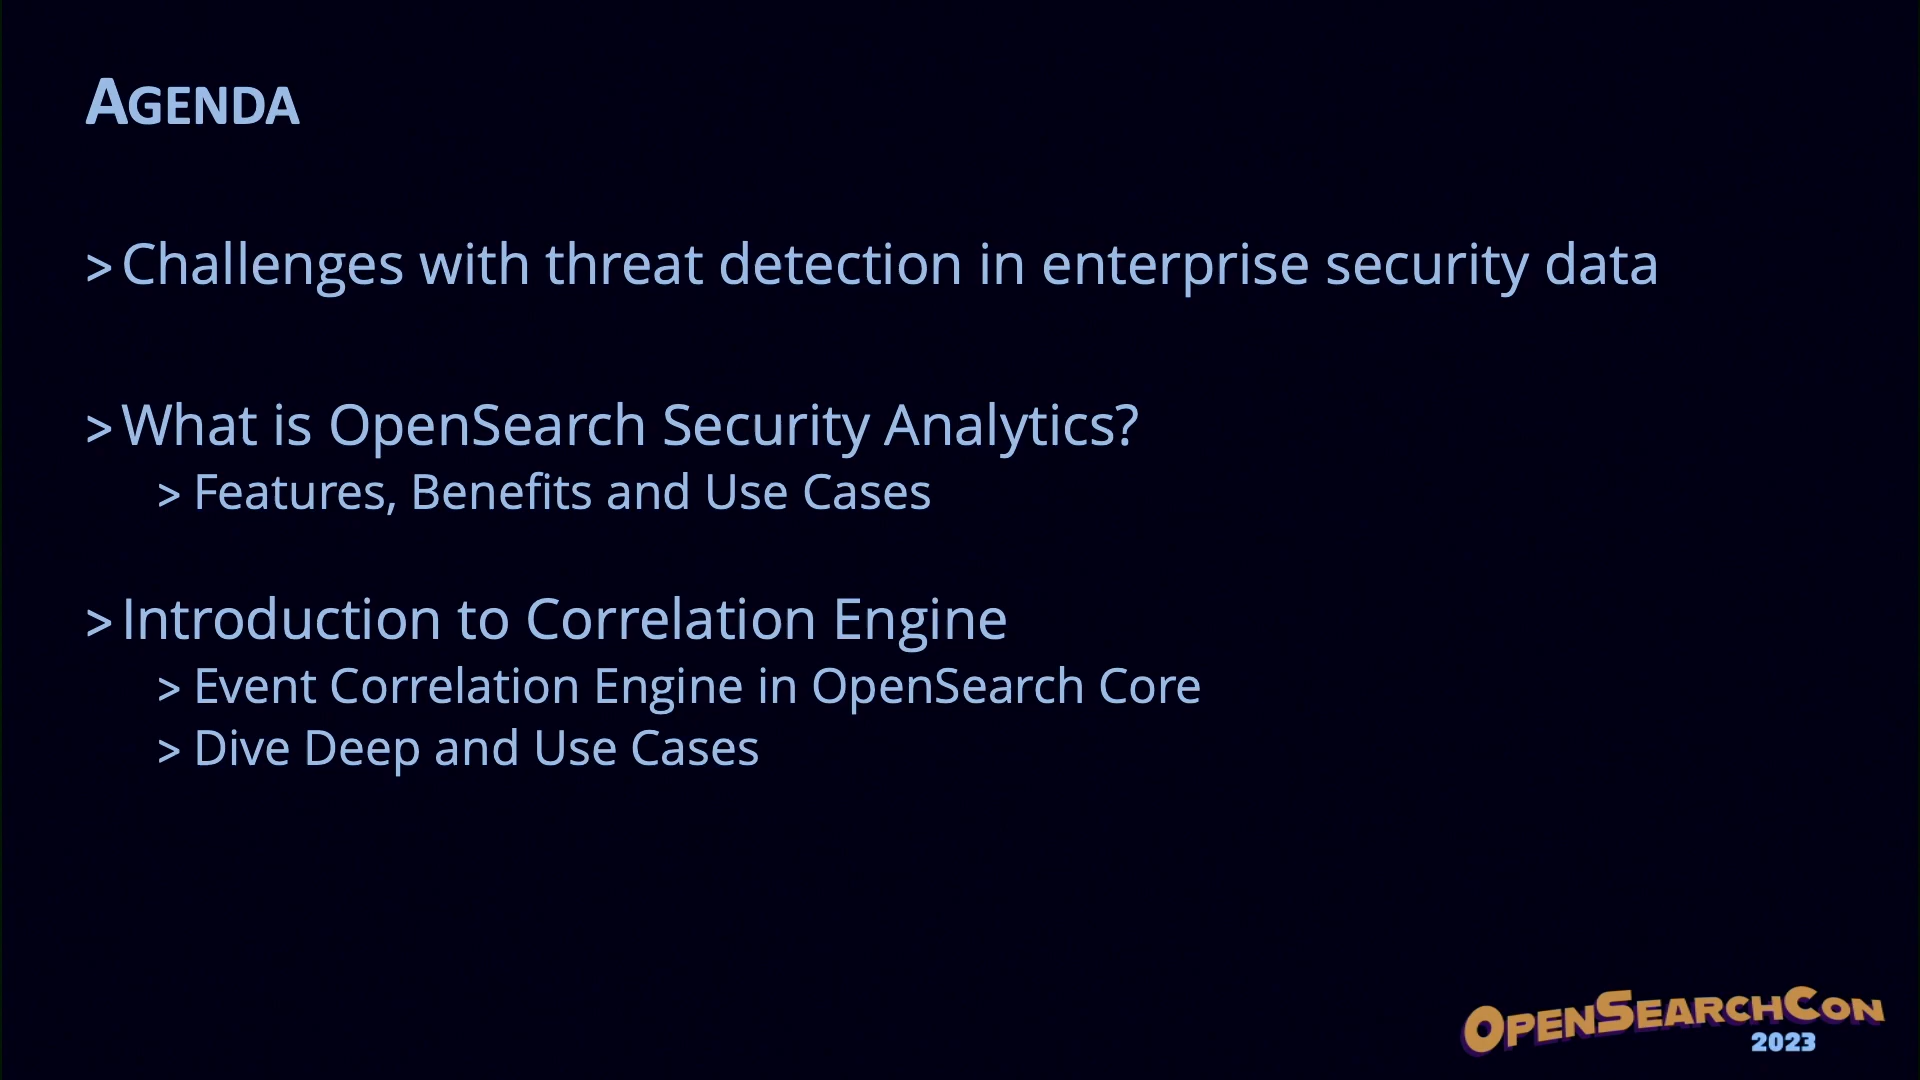 AGENDA
> Challenges with threat detection in enterprise security data
> What is OpenSearch Security Analytics?
> Features, Benefits and Use Cases
> Introduction to Correlation Engine
> Event Correlation Engine in OpenSearch Core
> Dive Deep and Use Cases
OPENSEARCHCON
2023